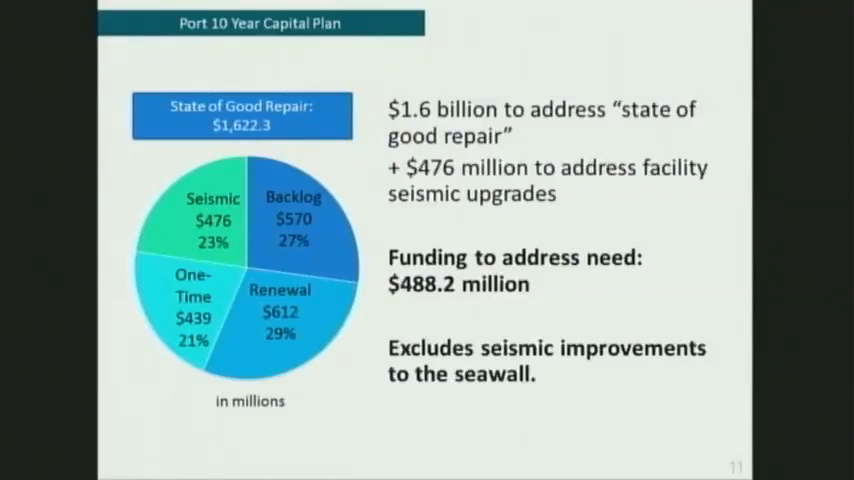 Port 10 Year Capital Plan
State of Good Repair:
$1,622.3
Seismic
$476
23%
Backlog
$570
27%
One-
Time
$439
21%
Renewal
$612
29%
in millions
$1.6 billion to address “state of
good repair”
+ $476 million to address facility
seismic upgrades
Funding to address need:
$488.2 million
Excludes seismic improvements
to the seawall.
11